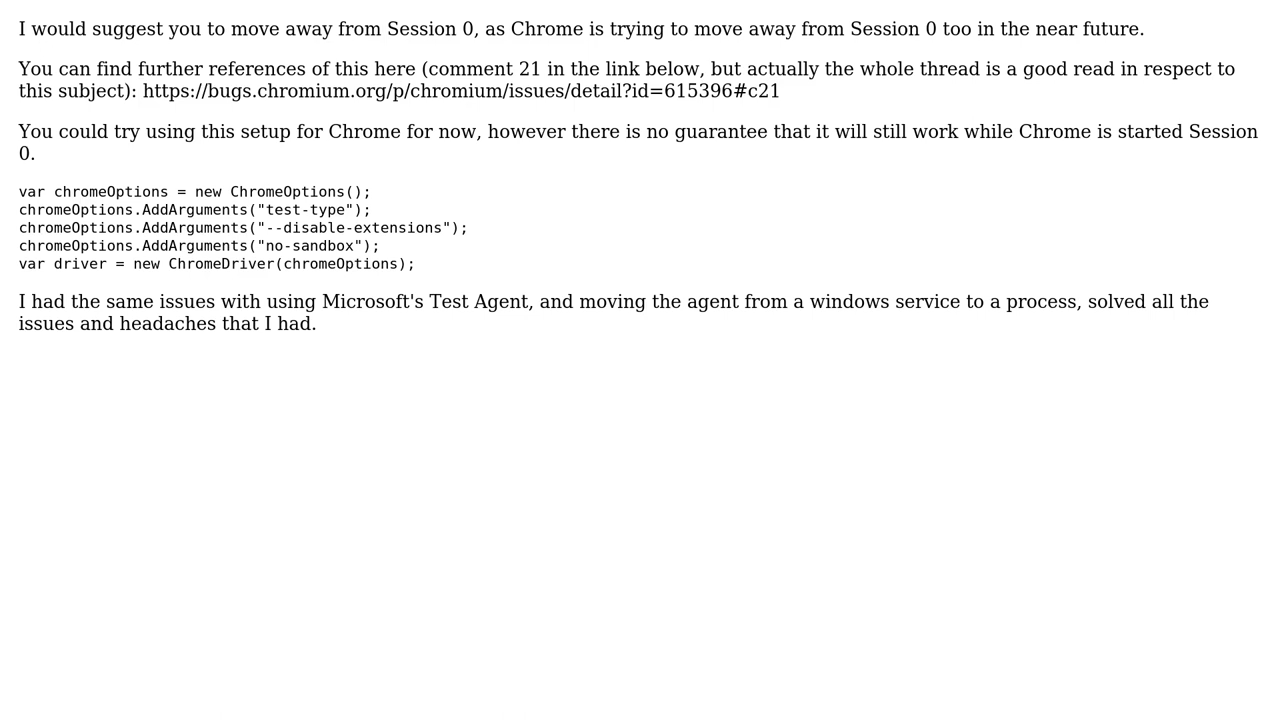 I would suggest you to move away from Session 0, as Chrome is trying to move away from Session 0 too in the near future.
You can find further references of this here (comment 21 in the link below, but actually the whole thread is a good read in respect to
this subject): https://bugs.chromium.org/p/chromium/issues/detail?id=615396#c21
You could try using this setup for Chrome for now, however there is no guarantee that it will still work while Chrome is started Session
0.
var chromeOptions = new ChromeOptions();
chromeOptions.AddArguments("test-type");
chromeOptions.AddArguments("--disable-extensions");
chromeOptions.AddArguments("no-sandbox");
var driver = new ChromeDriver(chromeOptions);
I had the same issues with using Microsoft's Test Agent, and moving the agent from a windows service to a process, solved all the
issues and headaches that I had.